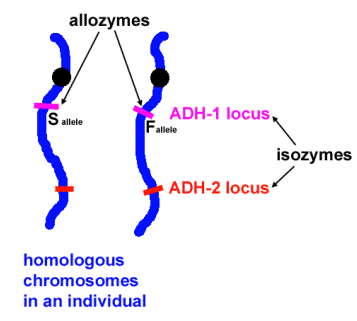 allozymes
S allele
F allele
ADH-1 locus
isozymes
ADH-2 locus
homologous
chromosomes
in an individual